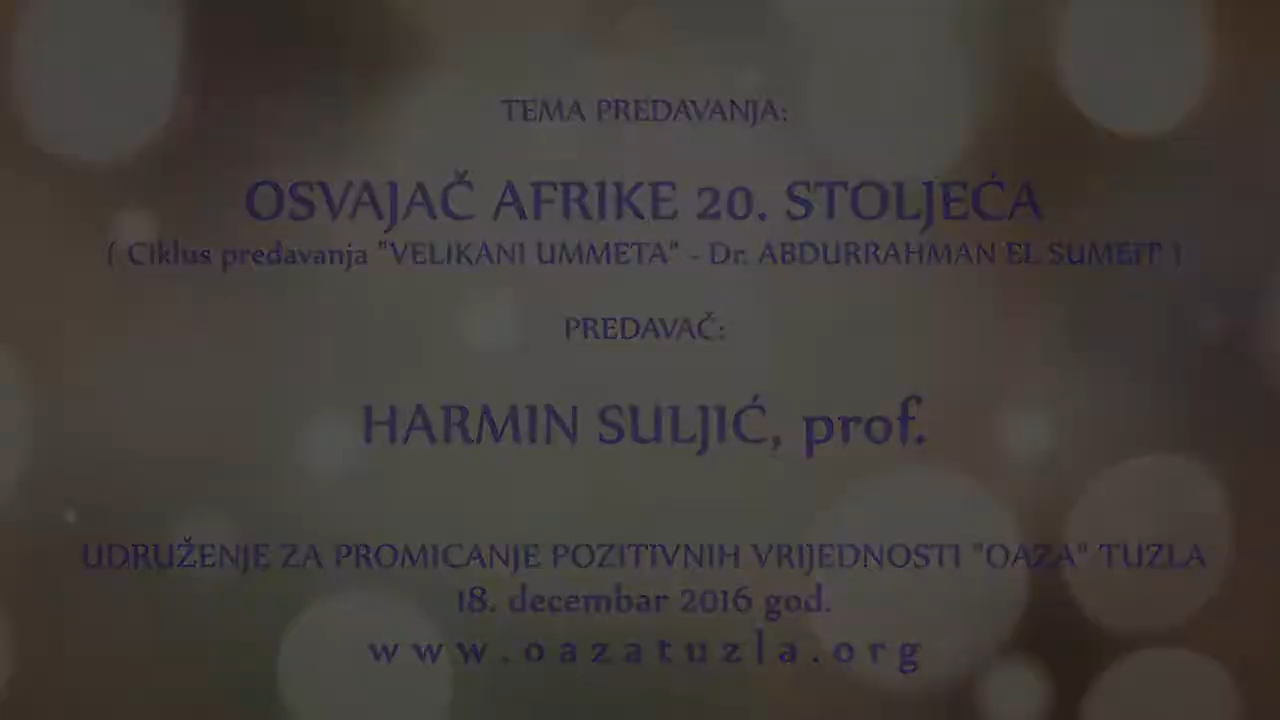 TEMA PREDAVANJA:
OSVAJAČ AFRIKE 20. STOLJEĆA
( Ciklus predavanja "VELIKANI UMMETA" - Dr. ABDURRAHMAN EL SUMEIT )
PREDAVAČ:
HARMIN SULJIĆ, prof.
UDRUŽENJE ZA PROMICANJE POZITIVNIH VRIJEDNOSTI "OAZA" TUZLA
18. decembar 2016 god.
www.oazatuzla.org